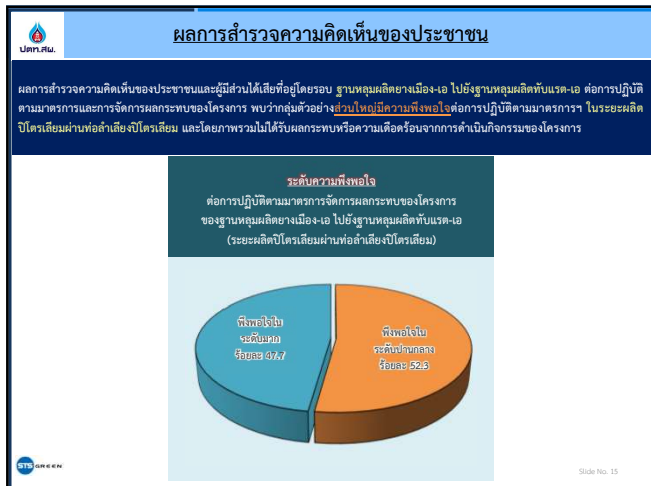 ปตท.สผ.
ผลการสำรวจความคิดเห็นของประชาชน
ผลการสำรวจความคิดเห็นของประชาชนและผู้มีส่วนได้เสียที่อยู่โดยรอบ ฐานหลุมผลิตยางเมือง-เอ ไปยังฐานหลุมผลิตทับแรต-เอ ต่อการปฏิบัติ
ตามมาตรการและการจัดการผลกระทบของโครงการ พบว่ากลุ่มตัวอย่างส่วนใหญ่มีความพึงพอใจต่อการปฏิบัติตามมาตรการฯ ในระยะผลิต
ปิโตรเลียมผ่านท่อลำเลียงปิโตรเลียม และโดยภาพรวมไม่ได้รับผลกระทบหรือความเดือดร้อนจากการดำเนินกิจกรรมของโครงการ
ระดับความพึงพอใจ
ต่อการปฏิบัติตามมาตรการจัดการผลกระทบของโครงการ
ของฐานหลุมผลิตยางเมือง-เอ ไปยังฐานหลุมผลิตทับแรต-เอ
(ระยะผลิตปิโตรเลียมผ่านท่อลำเลียงปิโตรเลียม)
พึงพอใจใน
ระดับมาก
ร้อยละ 47.7
พึงพอใจใน
ระดับปานกลาง
ร้อยละ 52.3
STS GREEN
Slide No. 15